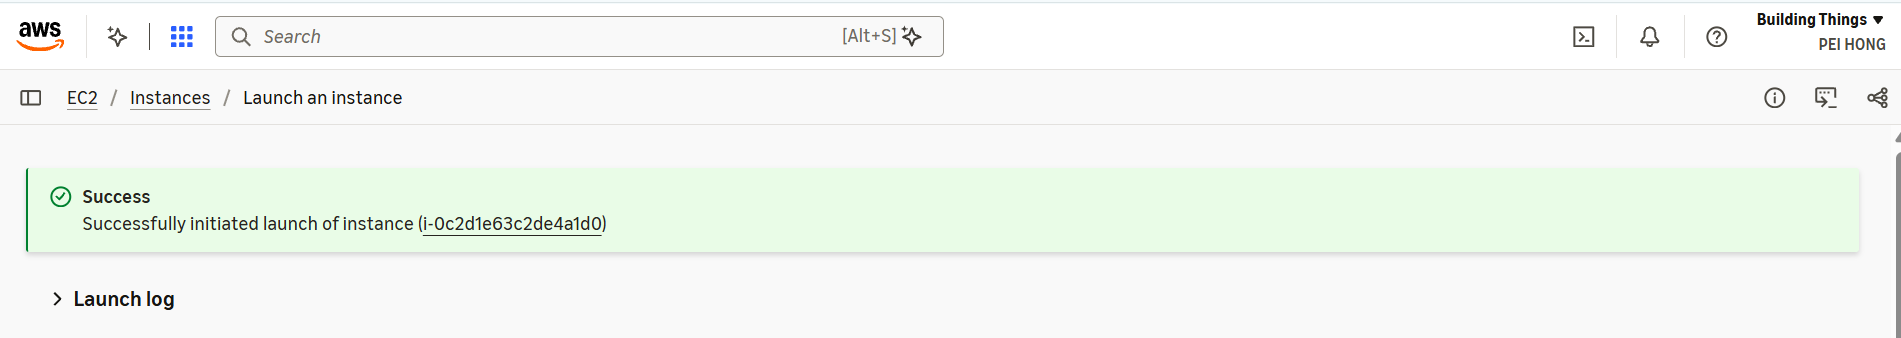 aws
Search [Alt+S]
Building Things
PEI HONG
EC2 / Instances / Launch an instance
Success
Successfully initiated launch of instance (i-0c2d1e63c2de4a1d0)
Launch log